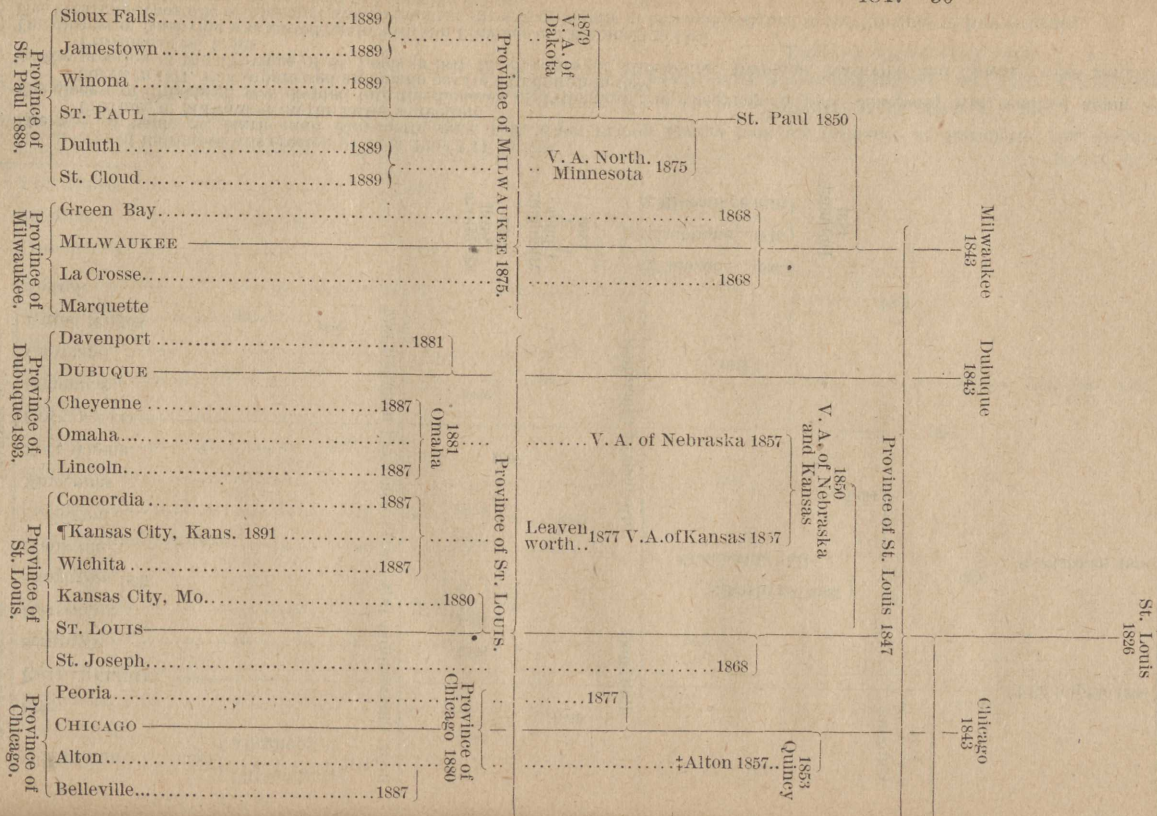 Province of
St. Paul 1889.
Sioux Falls........................1889
Jamestown........................1889
Winona........................1889
ST. PAUL
Duluth........................1889
St. Cloud........................1889
Province of MILWAUKEE 1875.
1879
V. A. of
Dakota
V. A. North.
Minnesota 1875
St. Paul 1850
Province of
Milwaukee.
Green Bay........................1868
MILWAUKEE
La Crosse........................1868
Marquette
Milwaukee
1843
Province of
Dubuque 1893.
Davenport........................1881
DUBUQUE
Cheyenne........................1887
Omaha........................
Lincoln........................1887
1881
Omaha
V. A. of Nebraska 1857
1850
V. A. of Nebraska
and Kansas
Dubuque
1843
Province of
St. Louis.
Concordia........................1887
¶Kansas City, Kans. 1891........................
Wichita........................1887
Kansas City, Mo.........................1880
ST. LOUIS
St. Joseph........................1868
Province of ST. LOUIS.
Leaven
worth..1877 V.A.of Kansas 1857
Province of St. Louis 1847
St. Louis
1826
Province of
Chicago.
Peoria........................1877
CHICAGO
Alton........................‡Alton 1857..
Belleville........................1887
Province of
Chicago 1880
1853
Quincy
Chicago
1843